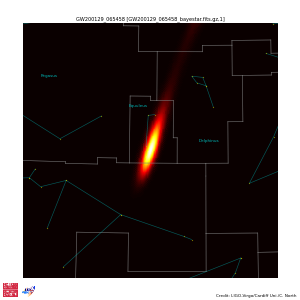 GW200129_065458 [GW200129_065458_bayestar.fits.gz,1]
Pegasus
Equuleus
Delphinus
Credit: LIGO-Virgo/Cardiff Uni./C. North